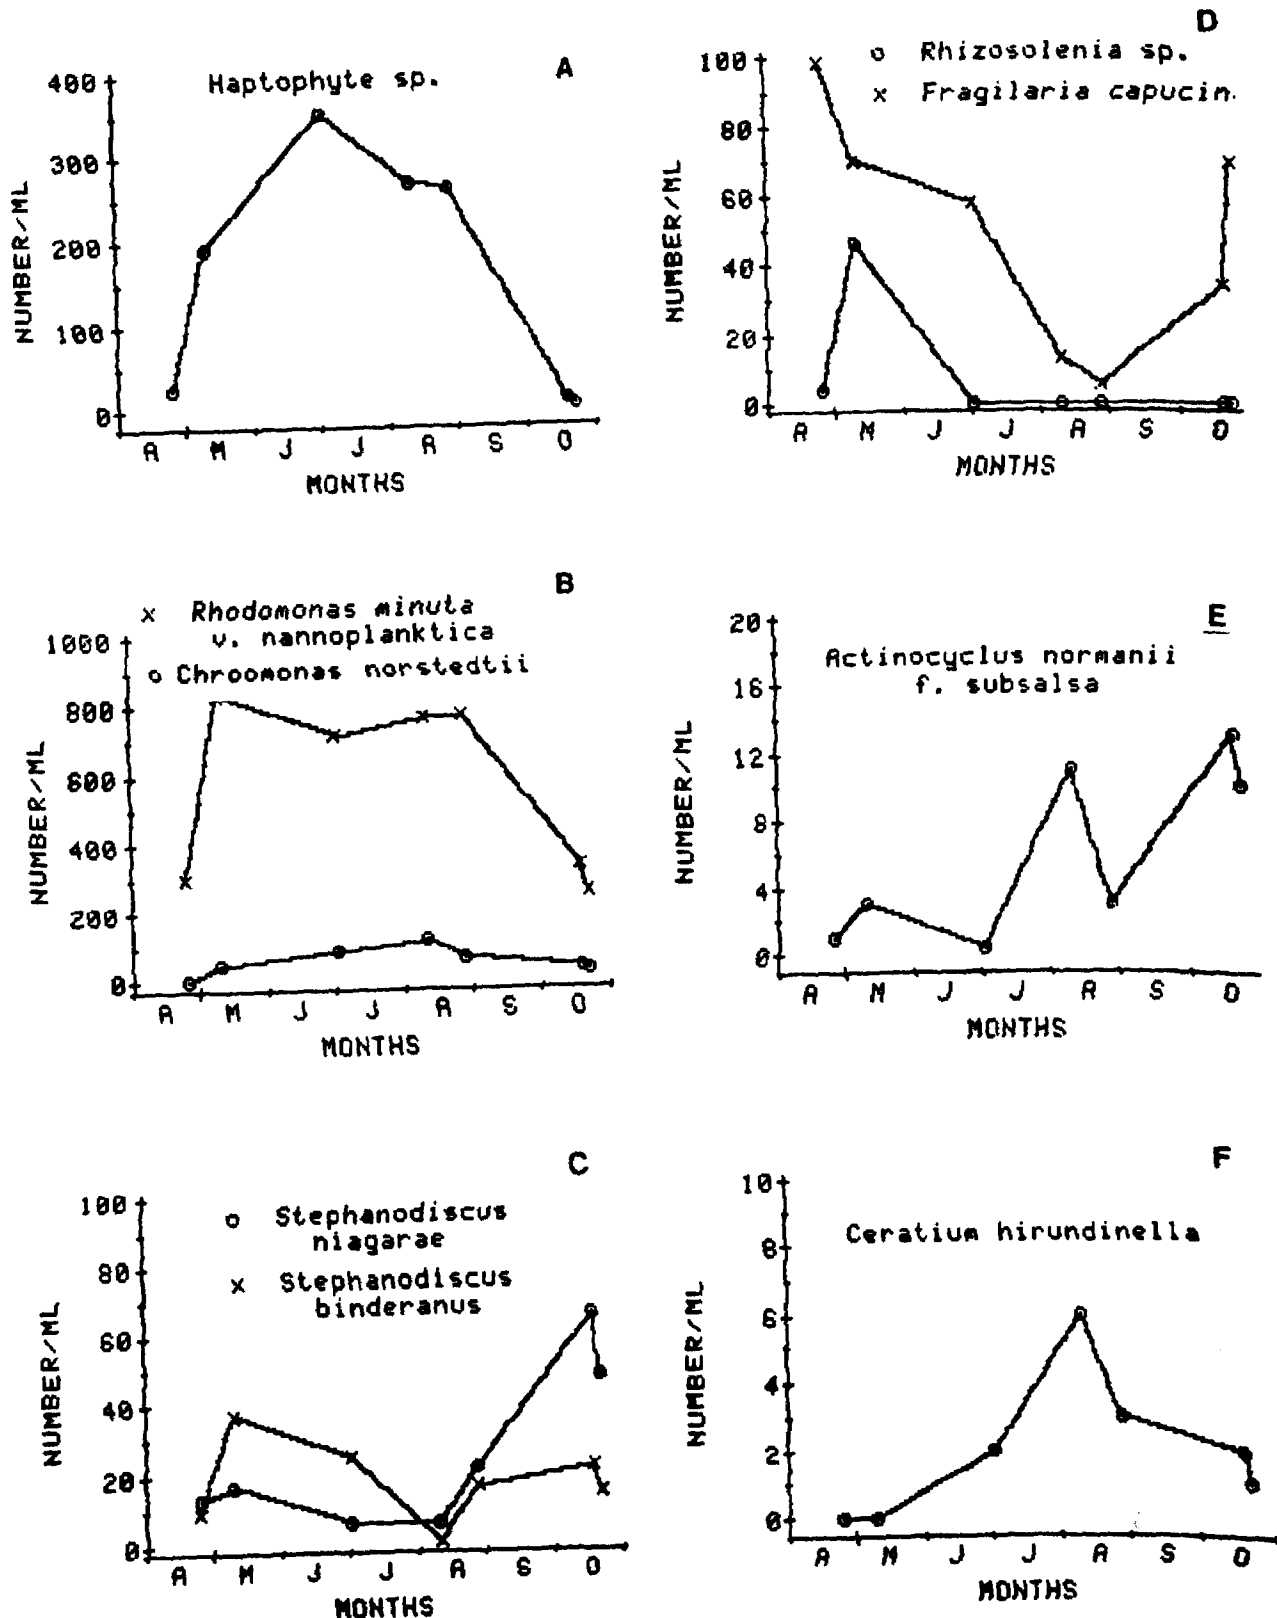 A
Haptophyte sp.
400
300
200
100
0
NUMBER/ML
A M J J A S O
MONTHS
B
x Rhodomonas minuta
v. nannoplanktica
o Chroomonas norstedtii
1000
800
600
400
200
0
NUMBER/ML
A M J J A S O
MONTHS
C
o Stephanodiscus
niagarae
x Stephanodiscus
binderanus
100
80
60
40
20
0
NUMBER/ML
A M J J A S O
MONTHS
D
o Rhizosolenia sp.
x Fragilaria capucin.
100
80
60
40
20
0
NUMBER/ML
A M J J A S O
MONTHS
E
Actinocyclus normanii
f. subsalsa
20
16
12
8
4
0
NUMBER/ML
A M J J A S O
MONTHS
F
Ceratium hirundinella
10
8
6
4
2
0
NUMBER/ML
A M J J A S O
MONTHS